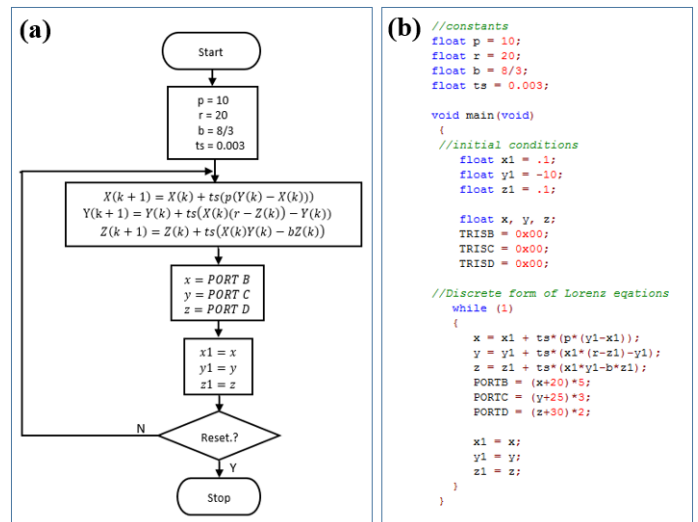 (a)
Start
p = 10
r = 20
b = 8/3
ts = 0.003
X(k + 1) = X(k) + ts(p(Y(k) − X(k)))
Y(k + 1) = Y(k) + ts(X(k)(r − Z(k)) − Y(k))
Z(k + 1) = Z(k) + ts(X(k)Y(k) − bZ(k))
x = PORT B
y = PORT C
z = PORT D
x1 = x
y1 = y
z1 = z
N
Reset.?
Y
Stop
(b)
//constants
float p = 10;
float r = 20;
float b = 8/3;
float ts = 0.003;
void main(void)
{
//initial conditions
float x1 = .1;
float y1 = -10;
float z1 = .1;
float x, y, z;
TRISB = 0x00;
TRISC = 0x00;
TRISD = 0x00;
//Discrete form of Lorenz eqations
while (1)
{
x = x1 + ts*(p*(y1-x1));
y = y1 + ts*(x1*(r-z1)-y1);
z = z1 + ts*(x1*y1-b*z1);
PORTB = (x+20)*5;
PORTC = (y+25)*3;
PORTD = (z+30)*2;
x1 = x;
y1 = y;
z1 = z;
}
}